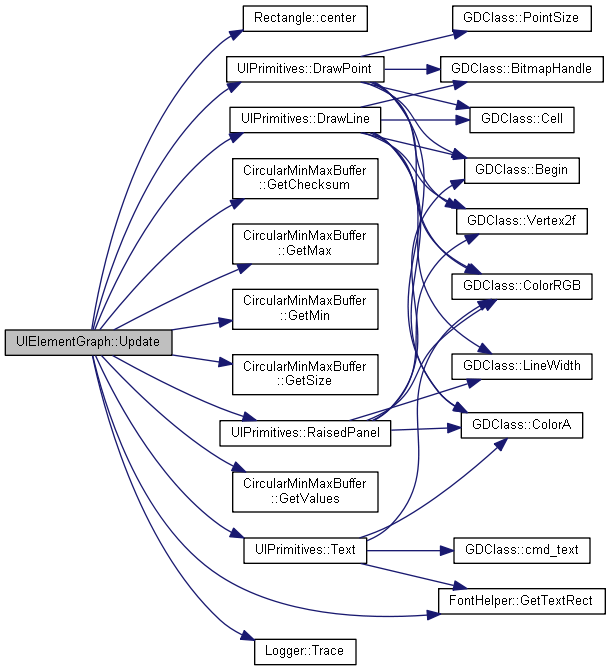 UIElementGraph::Update
Rectangle::center
UIPrimitives::DrawPoint
UIPrimitives::DrawLine
CircularMinMaxBuffer
::GetChecksum
CircularMinMaxBuffer
::GetMax
CircularMinMaxBuffer
::GetMin
CircularMinMaxBuffer
::GetSize
UIPrimitives::RaisedPanel
CircularMinMaxBuffer
::GetValues
UIPrimitives::Text
Logger::Trace
GDClass::PointSize
GDClass::BitmapHandle
GDClass::Cell
GDClass::Begin
GDClass::Vertex2f
GDClass::ColorRGB
GDClass::LineWidth
GDClass::ColorA
GDClass::cmd_text
FontHelper::GetTextRect